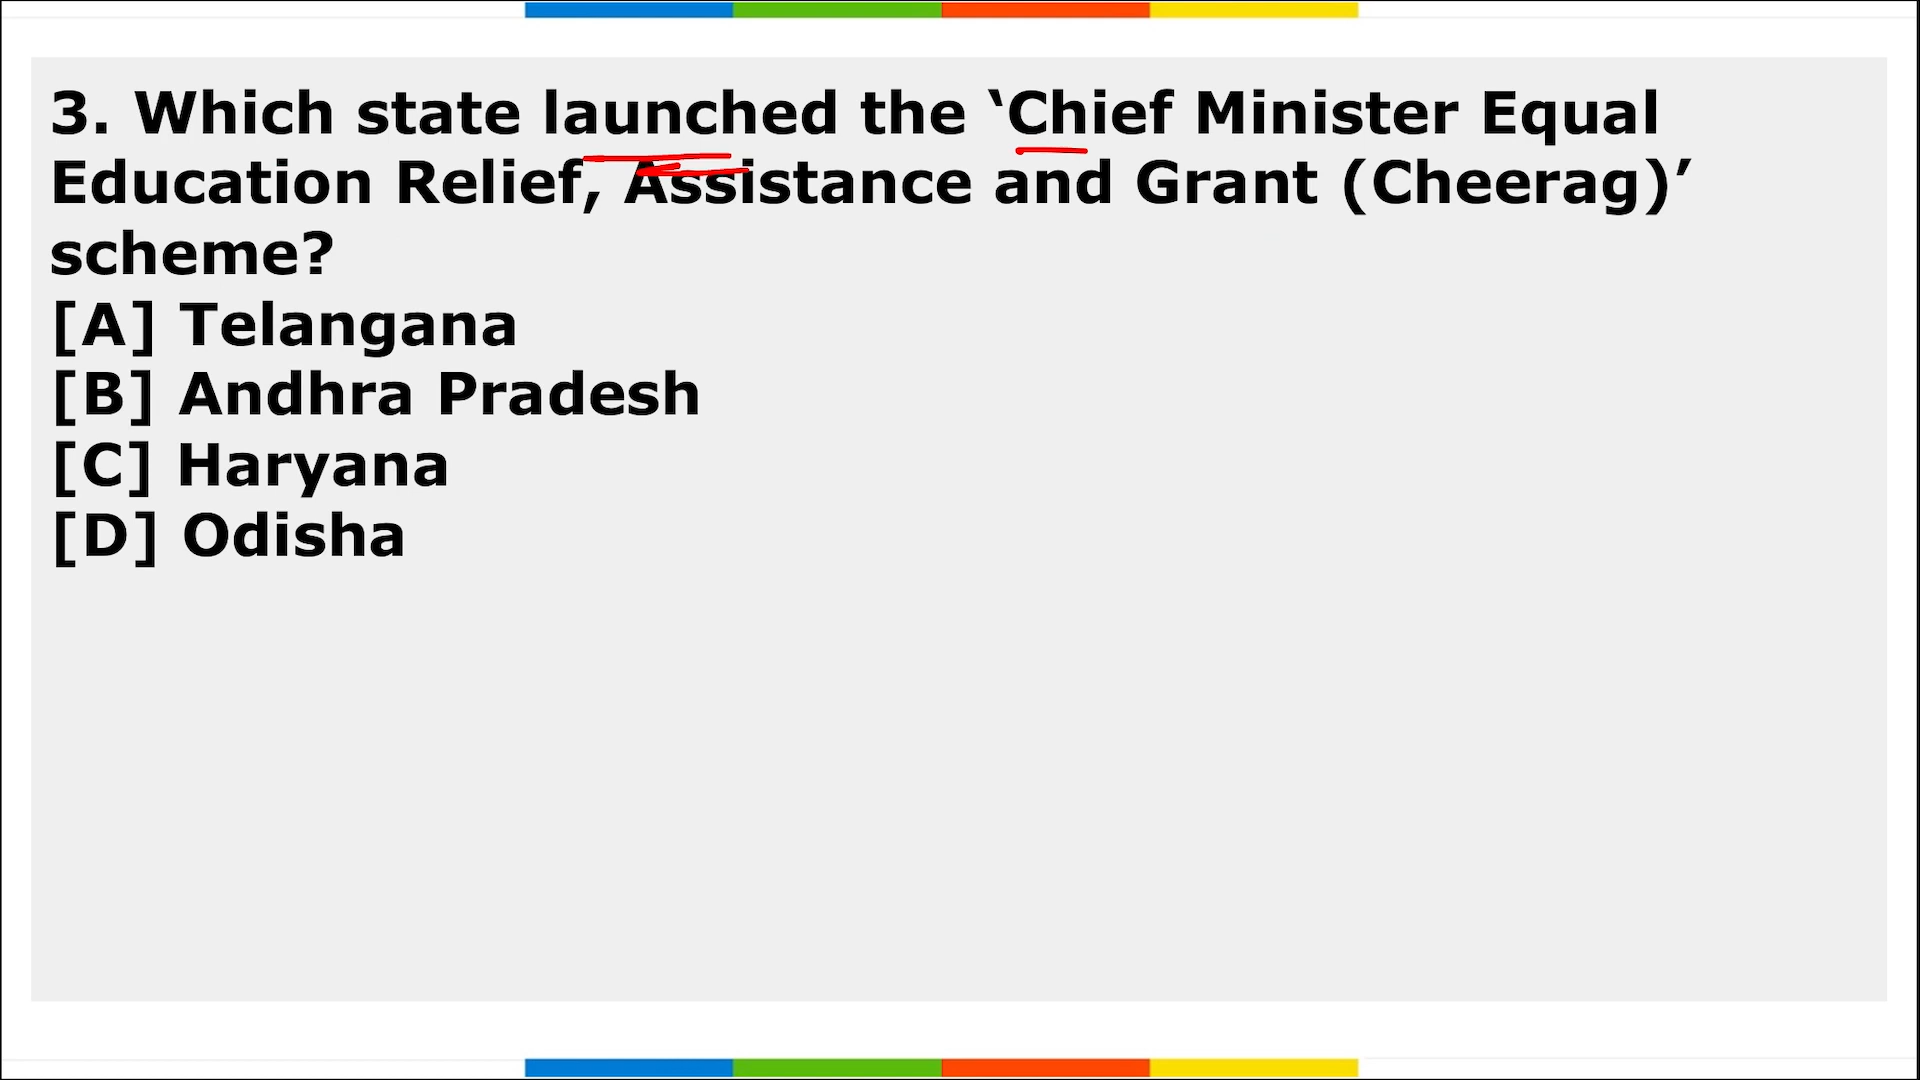 3. Which state launched the ‘Chief Minister Equal
Education Relief, Assistance and Grant (Cheerag)’
scheme?
[A] Telangana
[B] Andhra Pradesh
[C] Haryana
[D] Odisha